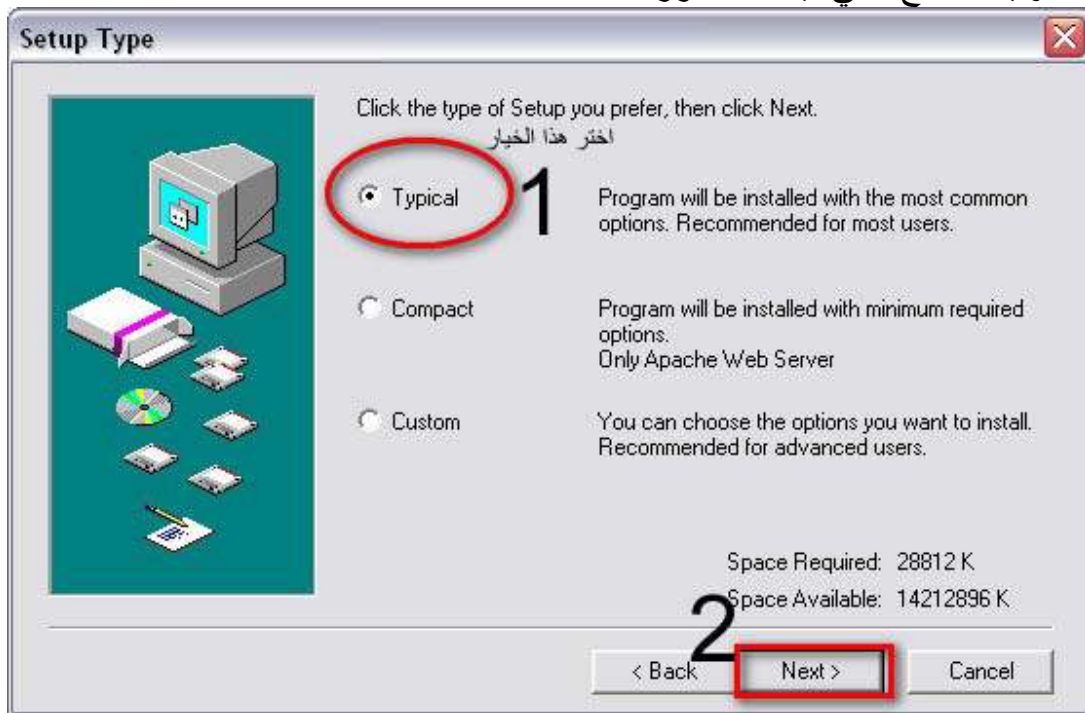 Setup Type
Click the type of Setup you prefer, then click Next.
اختر هذا الخيار
Typical
1
Program will be installed with the most common
options. Recommended for most users.
Compact
Program will be installed with minimum required
options.
Only Apache Web Server
Custom
You can choose the options you want to install.
Recommended for advanced users.
Space Required: 28812 K
Space Available: 14212896 K
2
< Back
Next >
Cancel